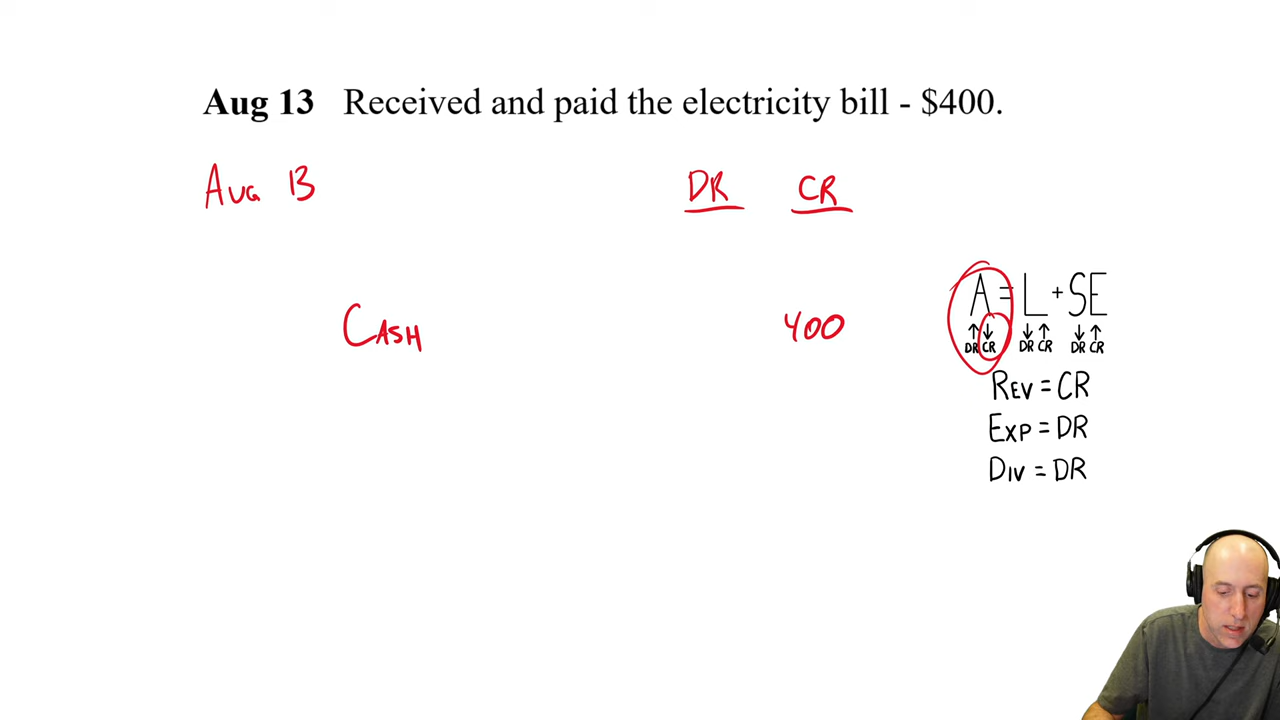 Aug 13 Received and paid the electricity bill - $400.
Aug 13 DR CR
CASH 400
A = L + SE
↑ ↓ ↓ ↑ ↓ ↑
DR CR DR CR DR CR
REV = CR
EXP = DR
DIV = DR